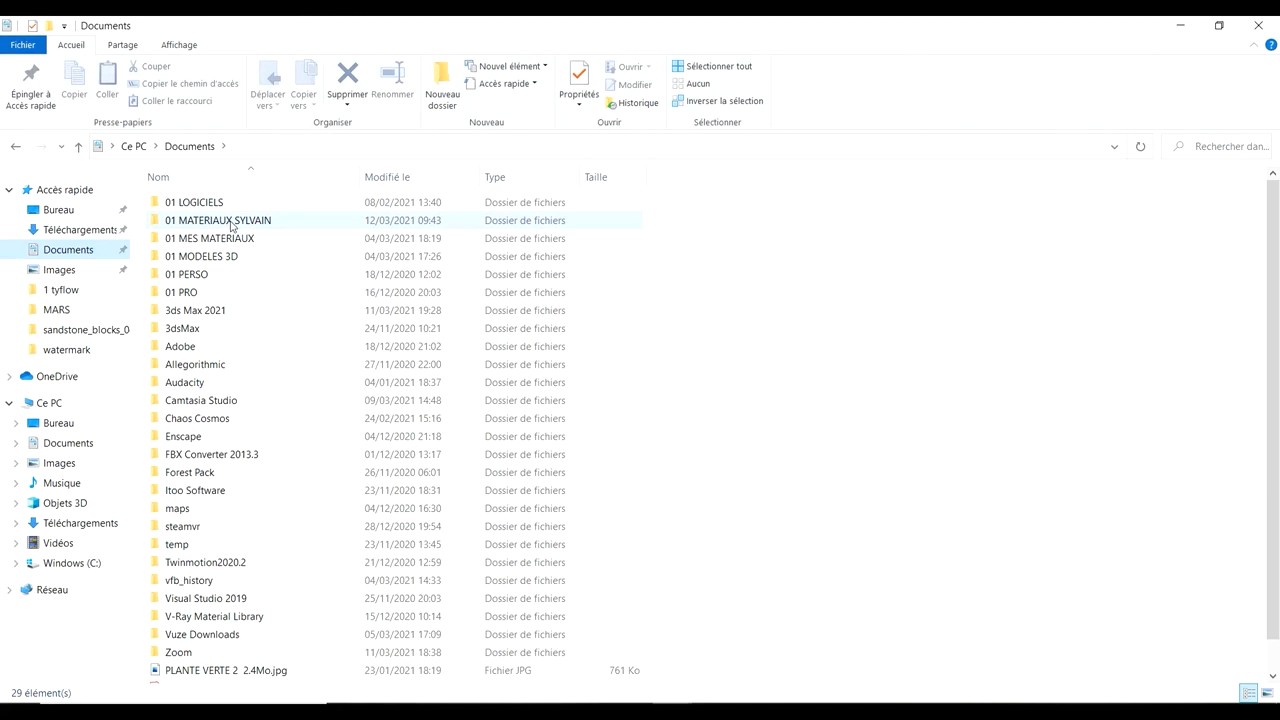 Documents
Fichier Accueil Partage Affichage
Épingler à Accès rapide
Copier
Coller
Couper
Copier le chemin d'accès
Coller le raccourci
Presse-papiers
Déplacer vers
Copier vers
Supprimer
Renommer
Organiser
Nouveau dossier
Nouvel élément
Accès rapide
Nouveau
Propriétés
Ouvrir
Modifier
Historique
Ouvrir
Sélectionner tout
Aucun
Inverser la sélection
Sélectionner
Ce PC > Documents >
Rechercher dan...
Accès rapide
Bureau
Téléchargements
Documents
Images
1 tyflow
MARS
sandstone_blocks_0
watermark
OneDrive
Ce PC
Bureau
Documents
Images
Musique
Objets 3D
Téléchargements
Vidéos
Windows (C:)
Réseau
Nom Modifié le Type Taille
01 LOGICIELS 08/02/2021 13:40 Dossier de fichiers
01 MATERIAUX SYLVAIN 12/03/2021 09:43 Dossier de fichiers
01 MES MATERIAUX 04/03/2021 18:19 Dossier de fichiers
01 MODELES 3D 04/03/2021 17:26 Dossier de fichiers
01 PERSO 18/12/2020 12:02 Dossier de fichiers
01 PRO 16/12/2020 20:03 Dossier de fichiers
3ds Max 2021 11/03/2021 19:28 Dossier de fichiers
3dsMax 24/11/2020 10:21 Dossier de fichiers
Adobe 18/12/2020 21:02 Dossier de fichiers
Allegorithmic 27/11/2020 22:00 Dossier de fichiers
Audacity 04/01/2021 18:37 Dossier de fichiers
Camtasia Studio 09/03/2021 14:48 Dossier de fichiers
Chaos Cosmos 24/02/2021 15:16 Dossier de fichiers
Enscape 04/12/2020 21:18 Dossier de fichiers
FBX Converter 2013.3 01/12/2020 13:17 Dossier de fichiers
Forest Pack 26/11/2020 06:01 Dossier de fichiers
Itoo Software 23/11/2020 18:31 Dossier de fichiers
maps 04/12/2020 16:30 Dossier de fichiers
steamvr 28/12/2020 19:54 Dossier de fichiers
temp 23/11/2020 13:45 Dossier de fichiers
Twinmotion2020.2 21/12/2020 12:59 Dossier de fichiers
vfb_history 04/03/2021 14:33 Dossier de fichiers
Visual Studio 2019 25/11/2020 20:03 Dossier de fichiers
V-Ray Material Library 15/12/2020 10:14 Dossier de fichiers
Vuze Downloads 05/03/2021 17:09 Dossier de fichiers
Zoom 11/03/2021 18:38 Dossier de fichiers
PLANTE VERTE 2 2.4Mo.jpg 23/01/2021 18:19 Fichier JPG 761 Ko
29 élément(s)